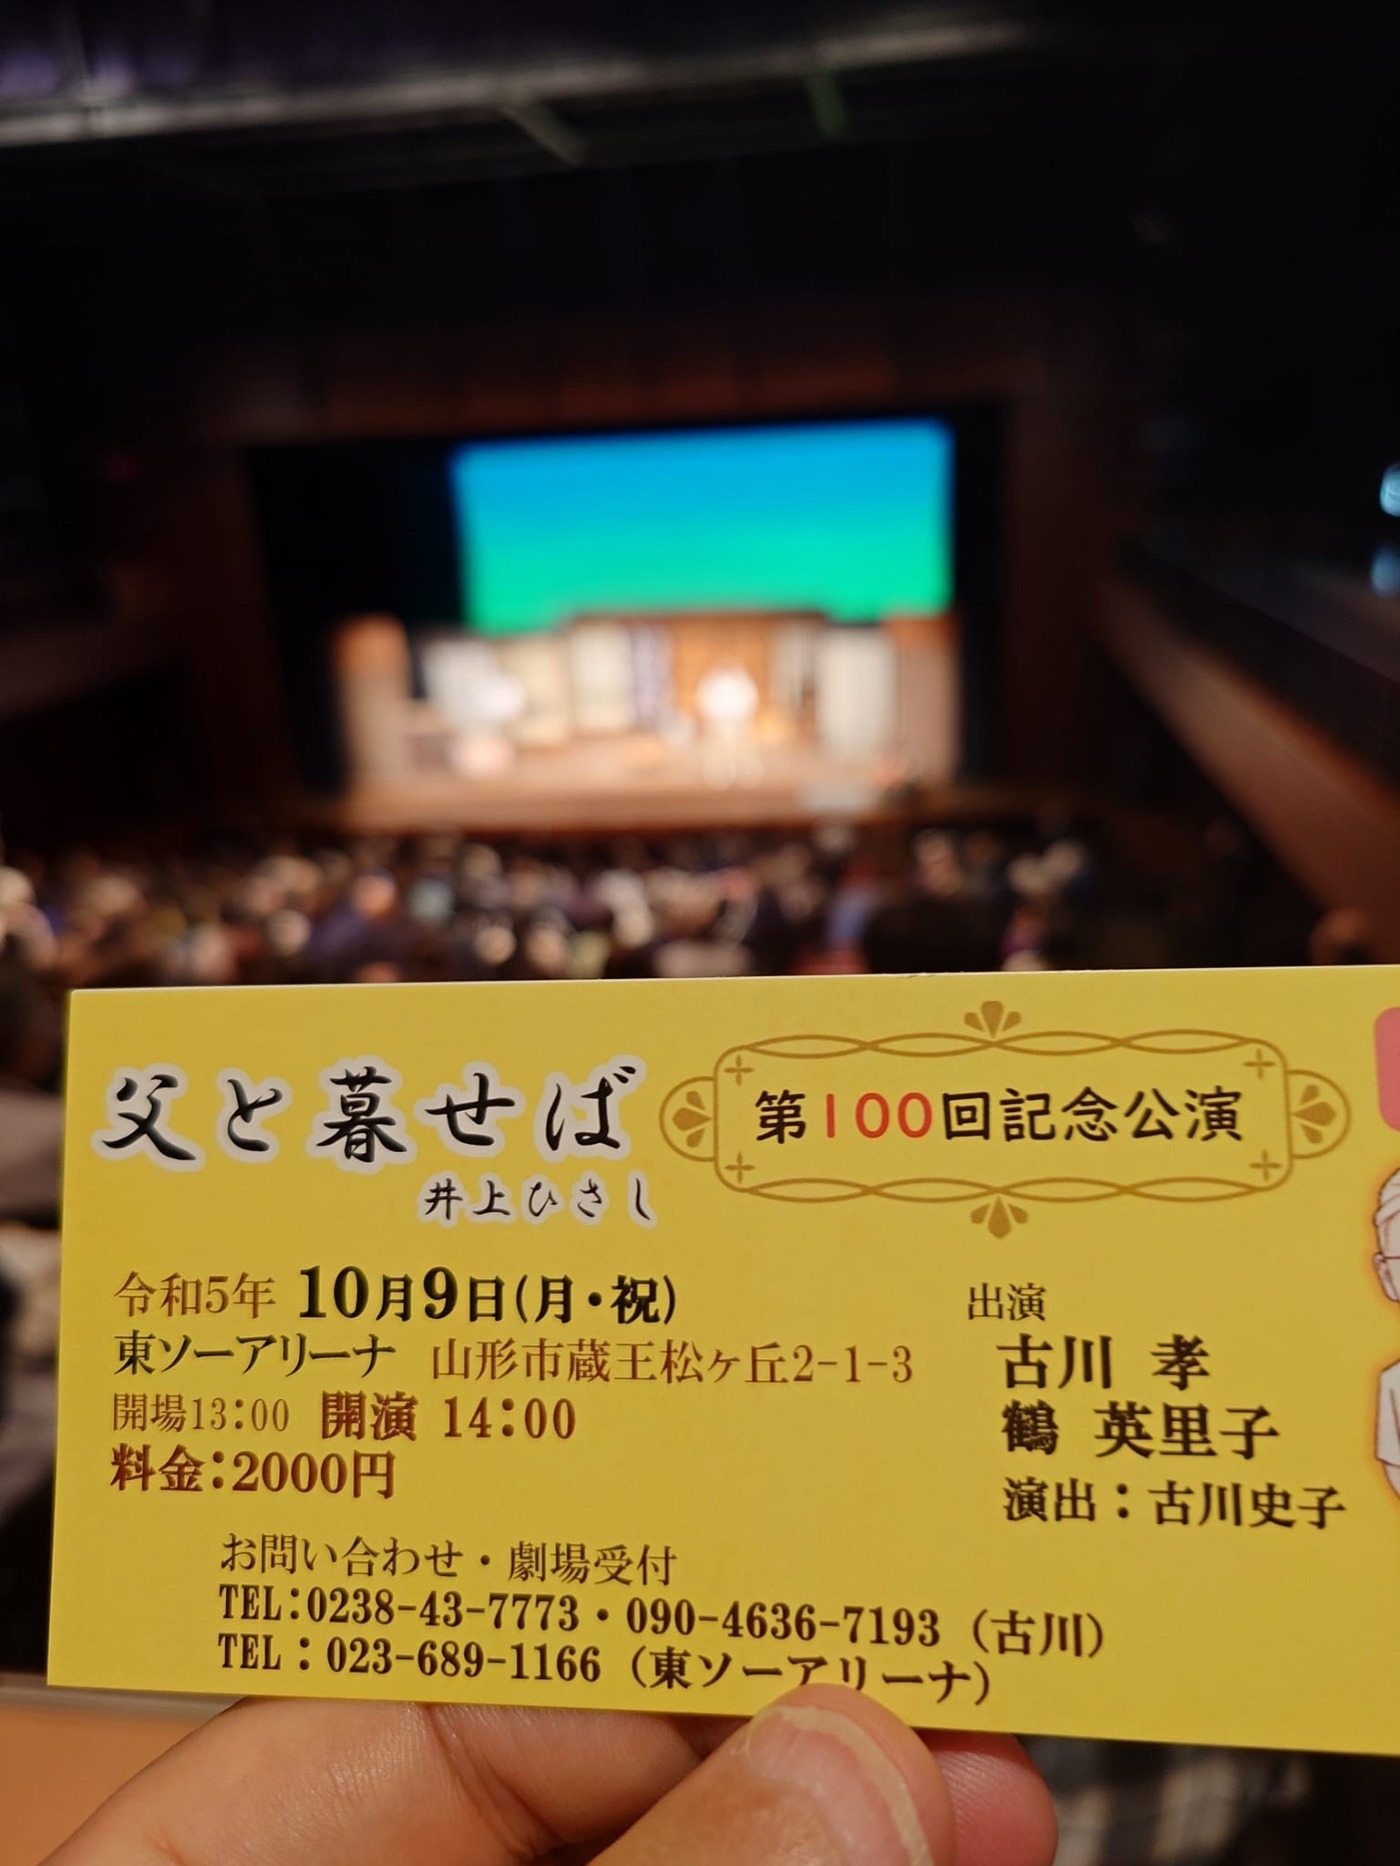 父と暮せば
井上ひさし
第100回記念公演
令和5年 10月9日(月・祝)
東ソーアリーナ 山形市蔵王松ヶ丘2-1-3
開場13:00 開演 14:00
料金:2000円
出演
古川 孝
鶴 英里子
演出:古川史子
お問い合わせ・劇場受付
TEL:0238-43-7773・090-4636-7193(古川)
TEL:023-689-1166(東ソーアリーナ)